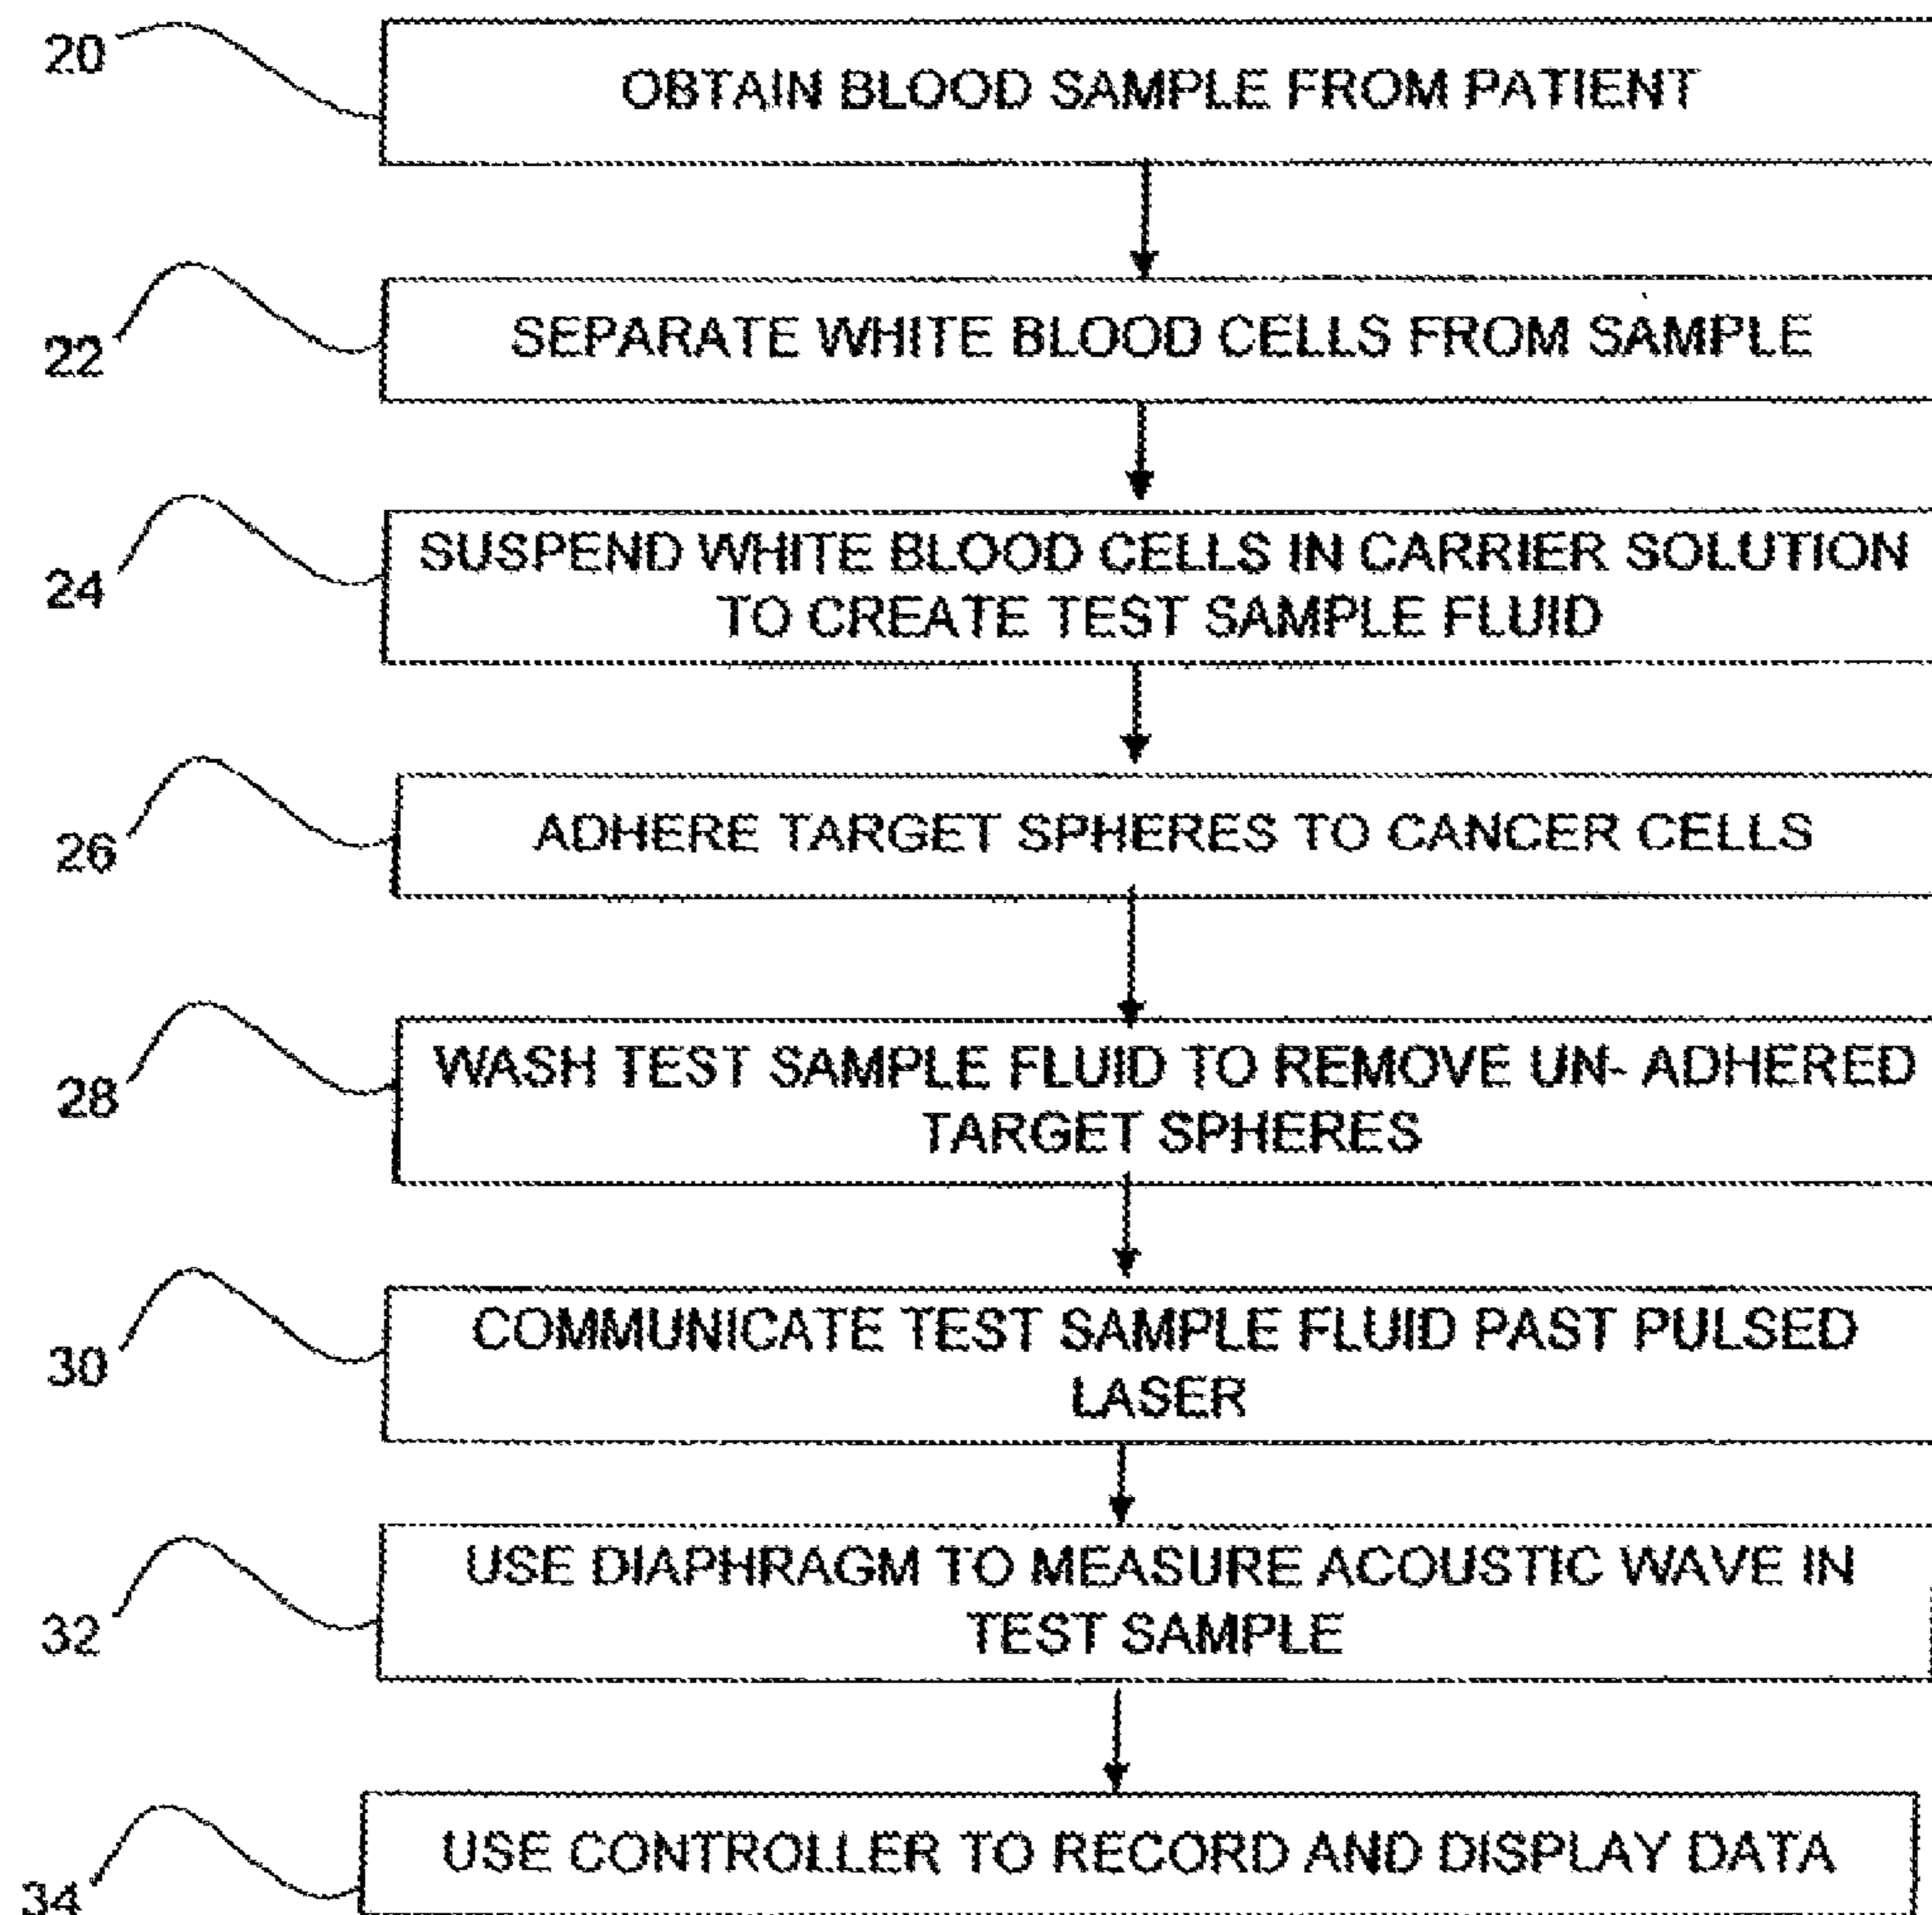 20
OBTAIN BLOOD SAMPLE FROM PATIENT
22
SEPARATE WHITE BLOOD CELLS FROM SAMPLE
24
SUSPEND WHITE BLOOD CELLS IN CARRIER SOLUTION
TO CREATE TEST SAMPLE FLUID
26
ADHERE TARGET SPHERES TO CANCER CELLS
28
WASH TEST SAMPLE FLUID TO REMOVE UN- ADHERED
TARGET SPHERES
30
COMMUNICATE TEST SAMPLE FLUID PAST PULSED
LASER
32
USE DIAPHRAGM TO MEASURE ACOUSTIC WAVE IN
TEST SAMPLE
34
USE CONTROLLER TO RECORD AND DISPLAY DATA